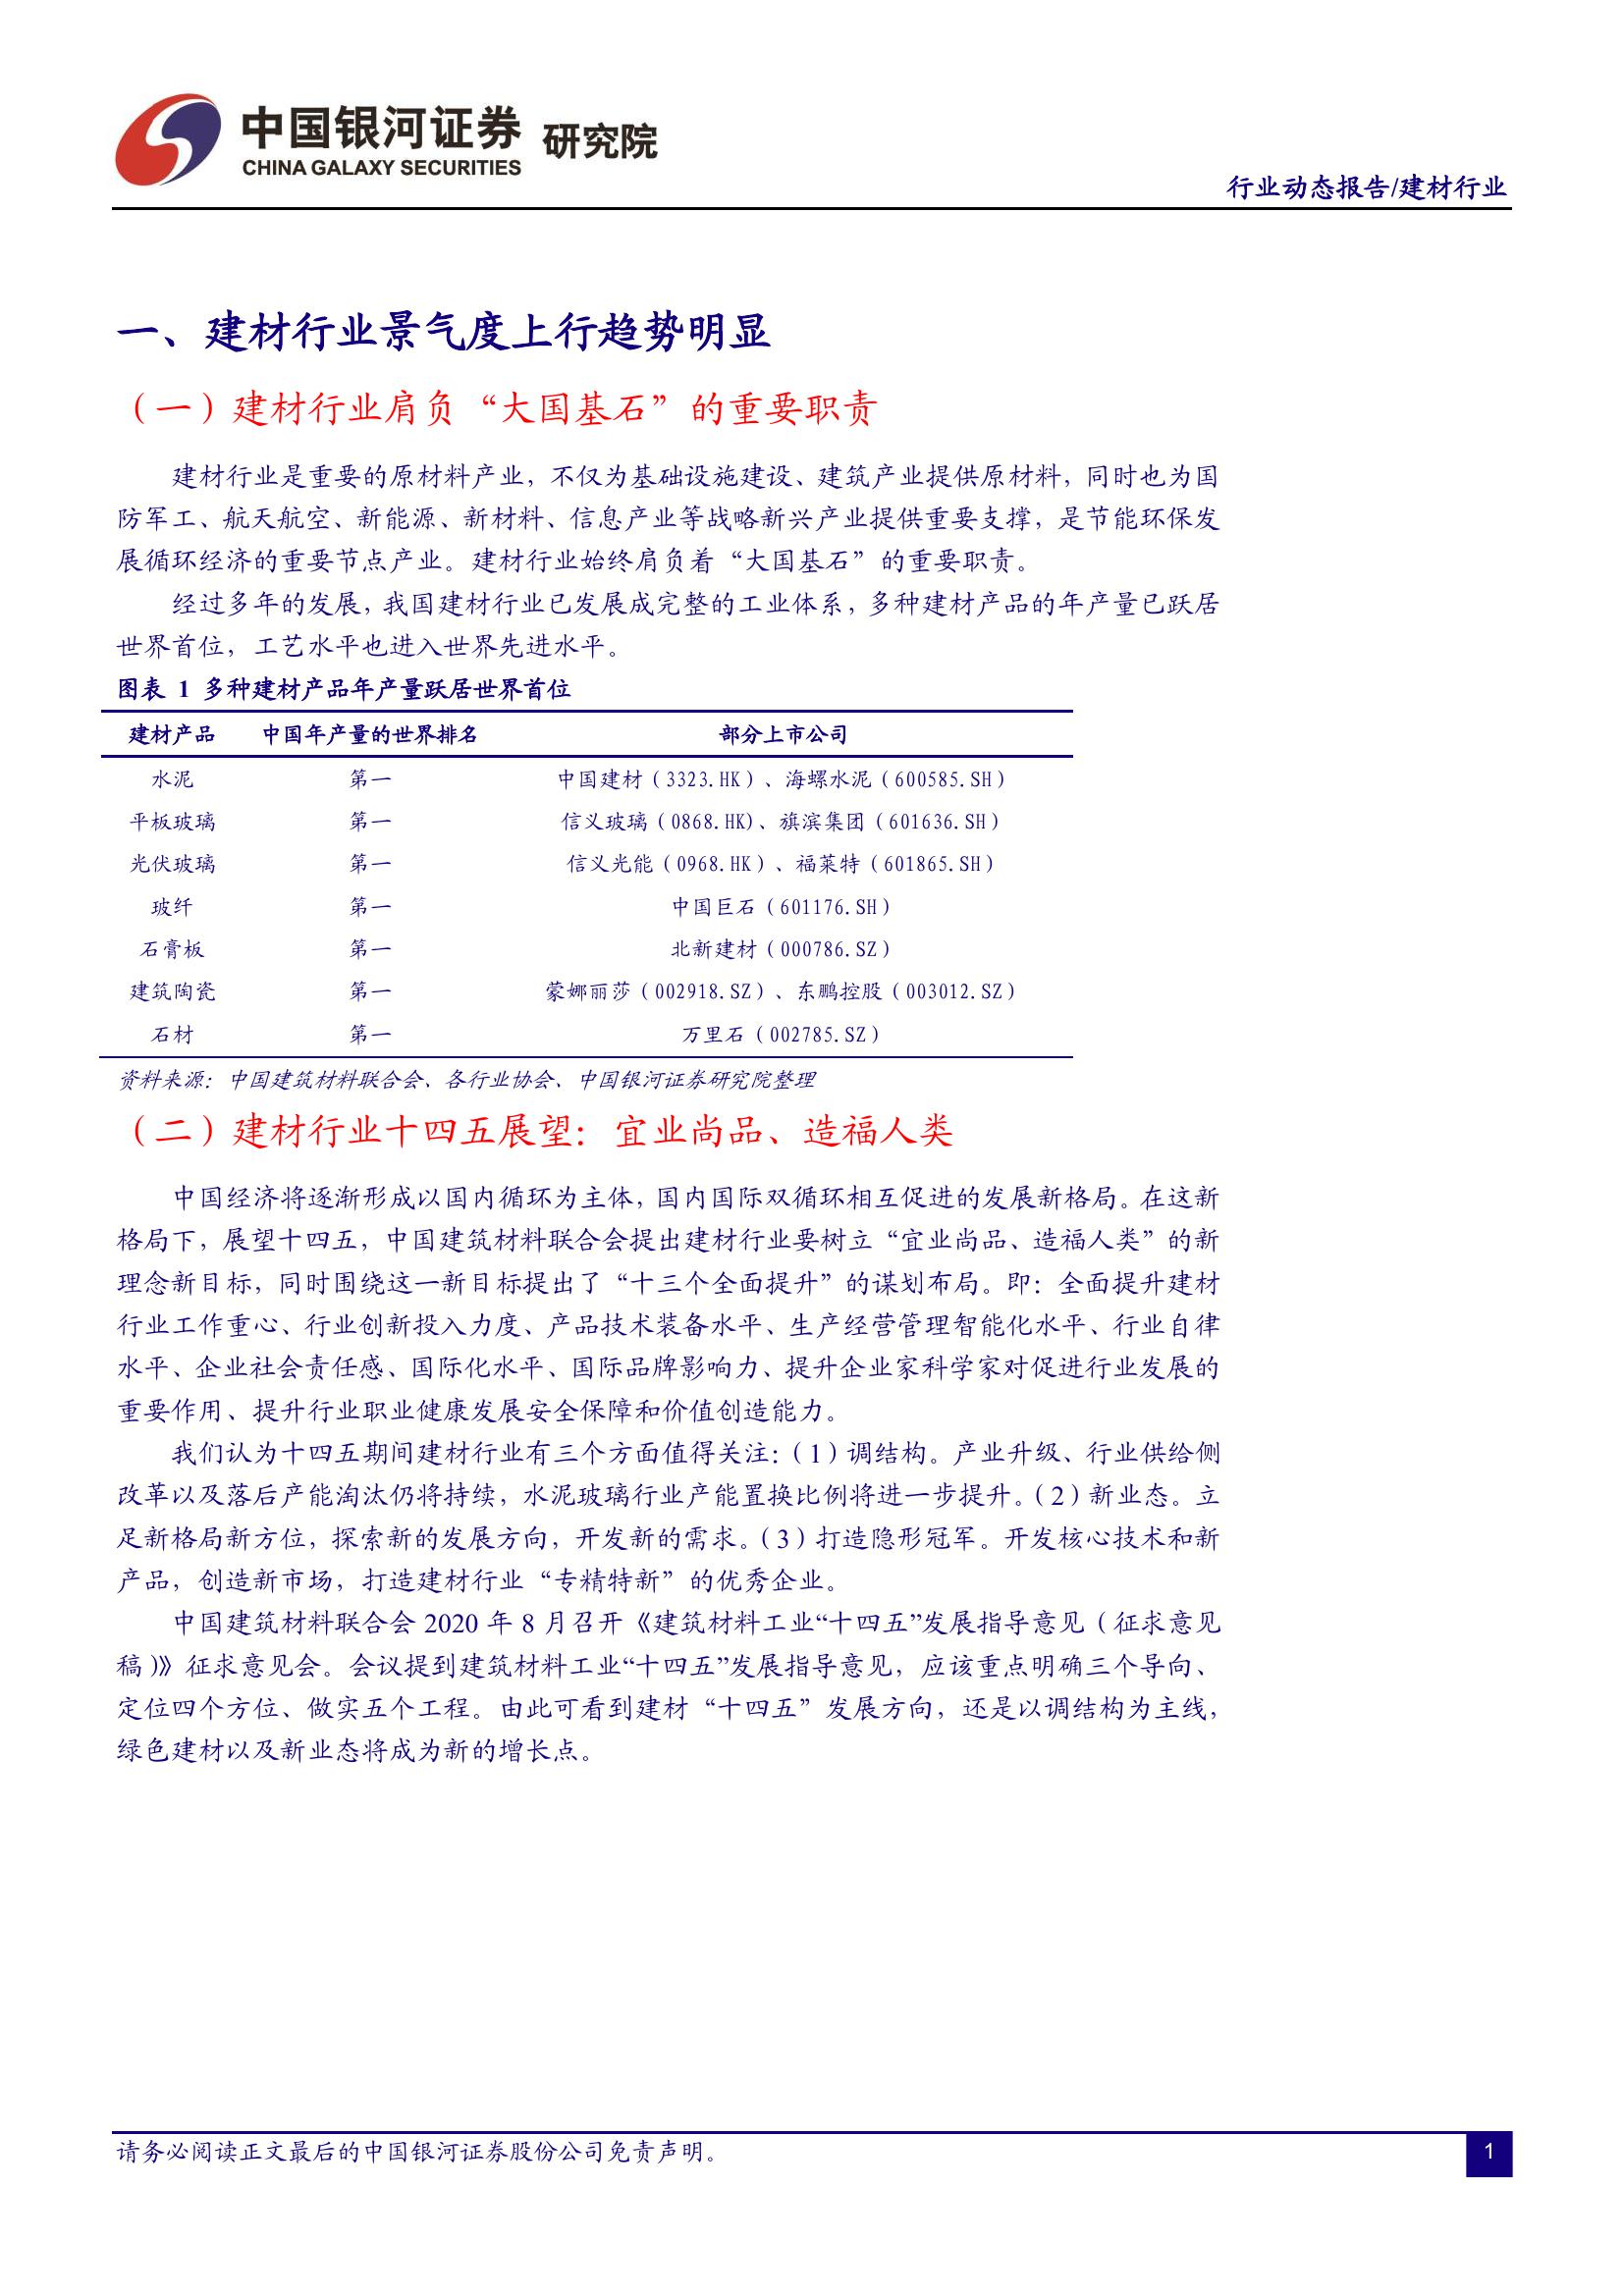 中国银河证券 研究院
CHINA GALAXY SECURITIES
行业动态报告/建材行业
一、建材行业景气度上行趋势明显
（一）建材行业肩负“大国基石”的重要职责
建材行业是重要的原材料产业，不仅为基础设施建设、建筑产业提供原材料，同时也为国
防军工、航天航空、新能源、新材料、信息产业等战略新兴产业提供重要支撑，是节能环保发
展循环经济的重要节点产业。建材行业始终肩负着“大国基石”的重要职责。
经过多年的发展，我国建材行业已发展成完整的工业体系，多种建材产品的年产量已跃居
世界首位，工艺水平也进入世界先进水平。
图表 1 多种建材产品年产量跃居世界首位
建材产品 中国年产量的世界排名 部分上市公司
水泥 第一 中国建材（3323.HK）、海螺水泥（600585.SH）
平板玻璃 第一 信义玻璃（0868.HK)、旗滨集团（601636.SH）
光伏玻璃 第一 信义光能（0968.HK）、福莱特（601865.SH）
玻纤 第一 中国巨石（601176.SH）
石膏板 第一 北新建材（000786.SZ）
建筑陶瓷 第一 蒙娜丽莎（002918.SZ）、东鹏控股（003012.SZ）
石材 第一 万里石（002785.SZ）
资料来源：中国建筑材料联合会、各行业协会、中国银河证券研究院整理
（二）建材行业十四五展望：宜业尚品、造福人类
中国经济将逐渐形成以国内循环为主体，国内国际双循环相互促进的发展新格局。在这新
格局下，展望十四五，中国建筑材料联合会提出建材行业要树立“宜业尚品、造福人类”的新
理念新目标，同时围绕这一新目标提出了“十三个全面提升”的谋划布局。即：全面提升建材
行业工作重心、行业创新投入力度、产品技术装备水平、生产经营管理智能化水平、行业自律
水平、企业社会责任感、国际化水平、国际品牌影响力、提升企业家科学家对促进行业发展的
重要作用、提升行业职业健康发展安全保障和价值创造能力。
我们认为十四五期间建材行业有三个方面值得关注：（1）调结构。产业升级、行业供给侧
改革以及落后产能淘汰仍将持续，水泥玻璃行业产能置换比例将进一步提升。（2）新业态。立
足新格局新方位，探索新的发展方向，开发新的需求。（3）打造隐形冠军。开发核心技术和新
产品，创造新市场，打造建材行业“专精特新”的优秀企业。
中国建筑材料联合会 2020 年 8 月召开《建筑材料工业“十四五”发展指导意见（征求意见
稿）》征求意见会。会议提到建筑材料工业“十四五”发展指导意见，应该重点明确三个导向、
定位四个方位、做实五个工程。由此可看到建材“十四五”发展方向，还是以调结构为主线，
绿色建材以及新业态将成为新的增长点。
请务必阅读正文最后的中国银河证券股份公司免责声明。
1